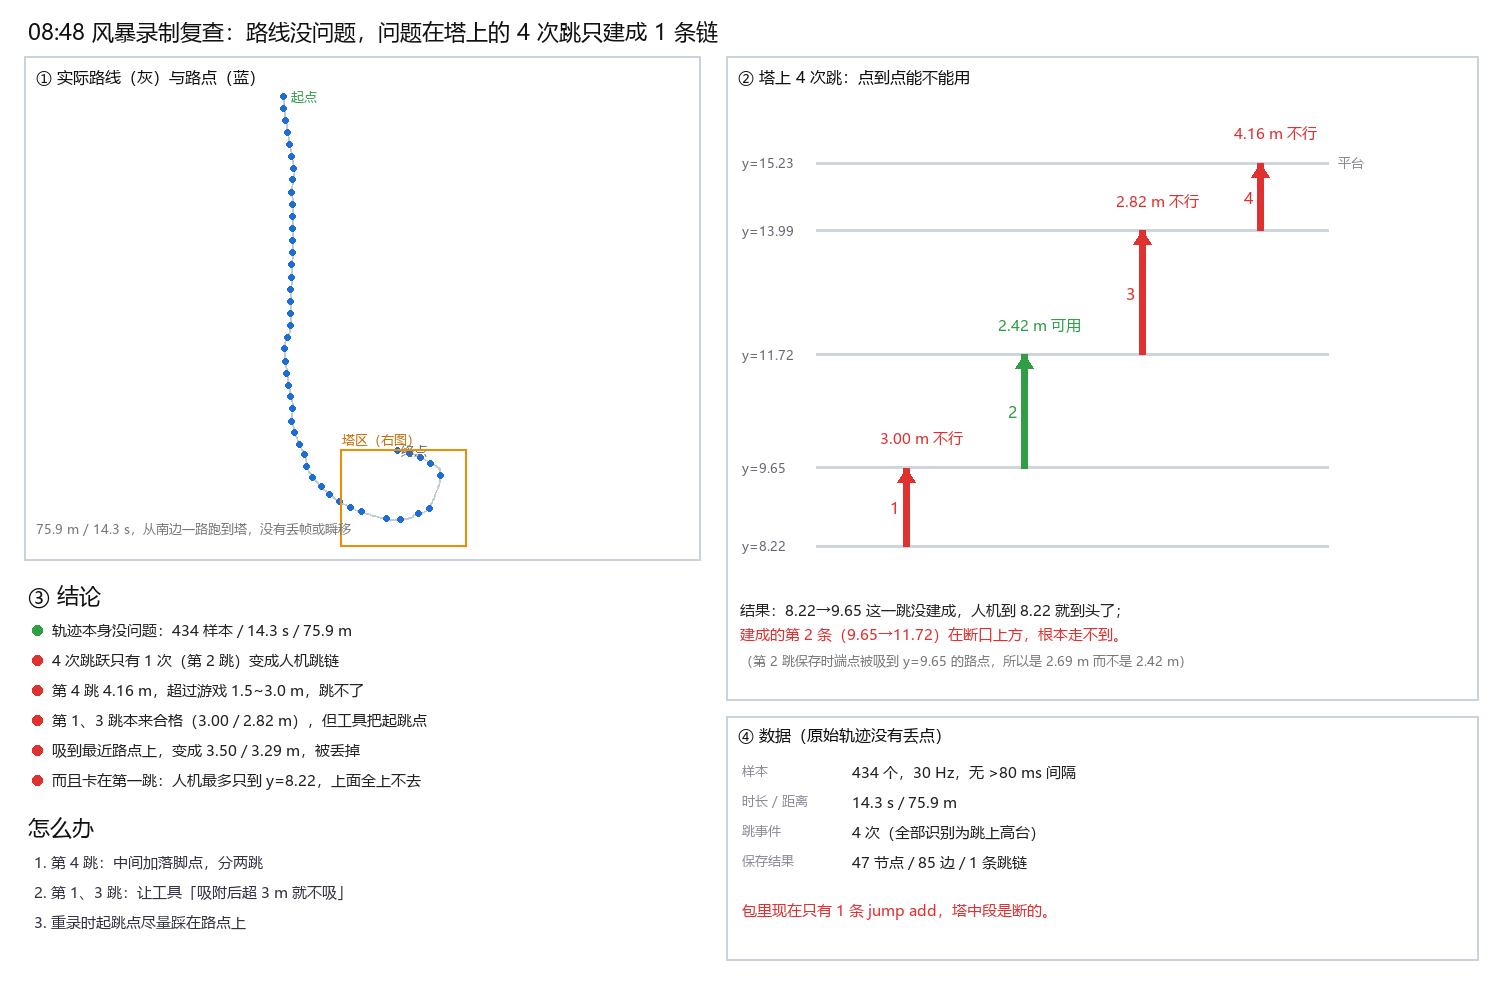 08:48 风暴录制复查：路线没问题，问题在塔上的 4 次跳只建成 1 条链
① 实际路线（灰）与路点（蓝）
起点
塔区（右图）
终点
75.9 m / 14.3 s，从南边一路跑到塔，没有丢帧或瞬移
② 塔上 4 次跳：点到点能不能用
4.16 m 不行
y=15.23
平台
4
2.82 m 不行
y=13.99
3
2.42 m 可用
y=11.72
2
3.00 m 不行
y=9.65
1
y=8.22
结果：8.22→9.65 这一跳没建成，人机到 8.22 就到头了；
建成的第 2 条（9.65→11.72）在断口上方，根本走不到。
（第 2 跳保存时端点被吸到 y=9.65 的路点，所以是 2.69 m 而不是 2.42 m）
③ 结论
轨迹本身没问题：434 样本 / 14.3 s / 75.9 m
4 次跳跃只有 1 次（第 2 跳）变成人机跳链
第 4 跳 4.16 m，超过游戏 1.5~3.0 m，跳不了
第 1、3 跳本来合格（3.00 / 2.82 m），但工具把起跳点
吸到最近路点上，变成 3.50 / 3.29 m，被丢掉
而且卡在第一跳：人机最多只到 y=8.22，上面全上不去
怎么办
1. 第 4 跳：中间加落脚点，分两跳
2. 第 1、3 跳：让工具「吸附后超 3 m 就不吸」
3. 重录时起跳点尽量踩在路点上
④ 数据（原始轨迹没有丢点）
样本
434 个，30 Hz，无 >80 ms 间隔
时长 / 距离
14.3 s / 75.9 m
跳事件
4 次（全部识别为跳上高台）
保存结果
47 节点 / 85 边 / 1 条跳链
包里现在只有 1 条 jump add，塔中段是断的。